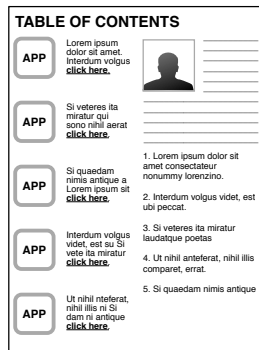 TABLE OF CONTENTS
APP
Lorem ipsum
dolor sit amet.
Interdum volgus
click here.
APP
Si veteres ita
miratur qui
sono nihil aerat
click here.
APP
Si quaedam
nimis antique a
Lorem ipsum sit
click here.
APP
Interdum volgus
videt, est su Si
vete ita miratur
click here.
APP
Ut nihil nteferat,
nihil illis ni Si
dam ni antique
click here.
1. Lorem ipsum dolor sit
amet consectateur
nonummy lorenzino.
2. Interdum volgus videt, est
ubi peccat.
3. Si veteres ita miratur
laudatque poetas
4. Ut nihil anteferat, nihil illis
comparet, errat.
5. Si quaedam nimis antique